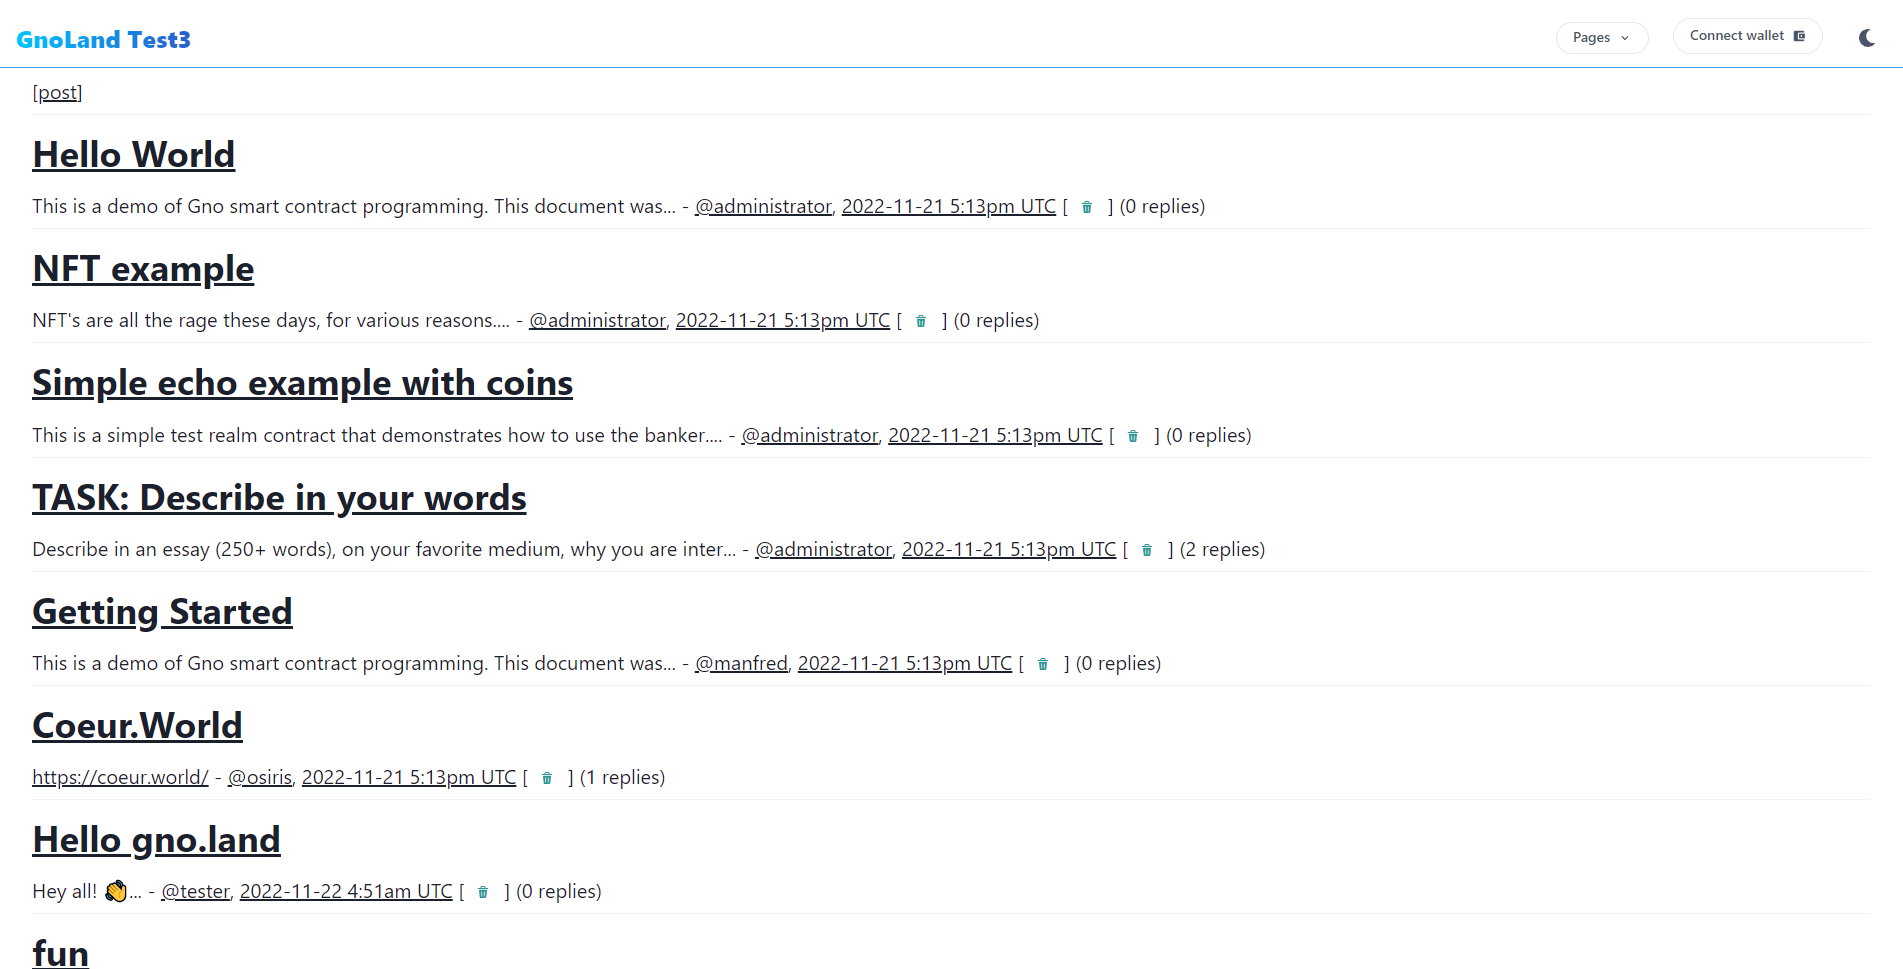 GnoLand Test3
Pages
Connect wallet
[post]
Hello World
This is a demo of Gno smart contract programming. This document was... - @administrator, 2022-11-21 5:13pm UTC [ ] (0 replies)
NFT example
NFT's are all the rage these days, for various reasons.... - @administrator, 2022-11-21 5:13pm UTC [ ] (0 replies)
Simple echo example with coins
This is a simple test realm contract that demonstrates how to use the banker.... - @administrator, 2022-11-21 5:13pm UTC [ ] (0 replies)
TASK: Describe in your words
Describe in an essay (250+ words), on your favorite medium, why you are inter... - @administrator, 2022-11-21 5:13pm UTC [ ] (2 replies)
Getting Started
This is a demo of Gno smart contract programming. This document was... - @manfred, 2022-11-21 5:13pm UTC [ ] (0 replies)
Coeur.World
https://coeur.world/ - @osiris, 2022-11-21 5:13pm UTC [ ] (1 replies)
Hello gno.land
Hey all! 👋... - @tester, 2022-11-22 4:51am UTC [ ] (0 replies)
fun